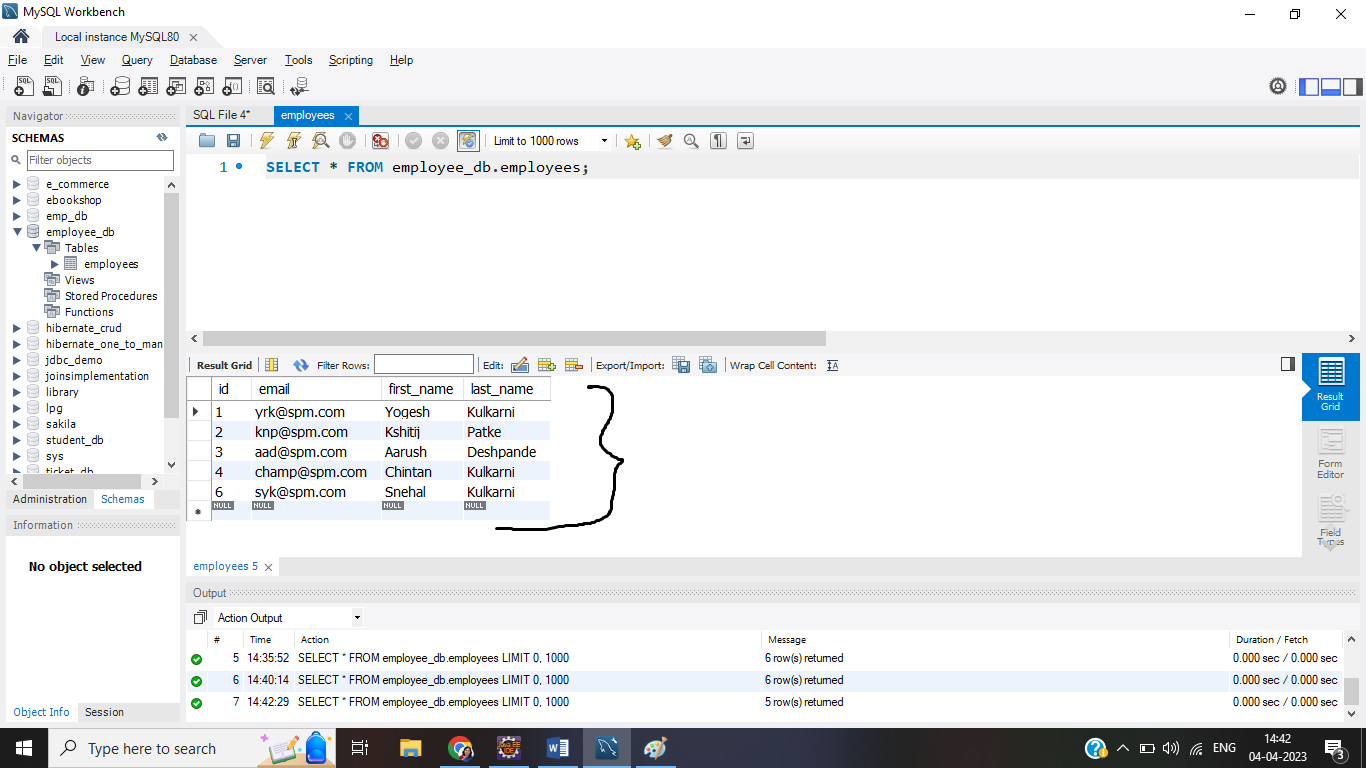 MySQL Workbench
Local instance MySQL80
File Edit View Query Database Server Tools Scripting Help
Navigator
SCHEMAS
Filter objects
e_commerce
ebookshop
emp_db
employee_db
Tables
employees
Views
Stored Procedures
Functions
hibernate_crud
hibernate_one_to_man
jdbc_demo
joinsimplementation
library
lpg
sakila
student_db
sys
ticket_db
Administration Schemas
Information
No object selected
Object Info Session
SQL File 4* employees
Limit to 1000 rows
1 SELECT * FROM employee_db.employees;
Result Grid Filter Rows: Edit: Export/Import: Wrap Cell Content:
id email first_name last_name
1 yrk@spm.com Yogesh Kulkarni
2 knp@spm.com Kshitij Patke
3 aad@spm.com Aarush Deshpande
4 champ@spm.com Chintan Kulkarni
6 syk@spm.com Snehal Kulkarni
NULL NULL NULL NULL
Result
Grid
Form
Editor
Field
Types
employees 5
Output
Action Output
# Time Action Message Duration / Fetch
5 14:35:52 SELECT * FROM employee_db.employees LIMIT 0, 1000 6 row(s) returned 0.000 sec / 0.000 sec
6 14:40:14 SELECT * FROM employee_db.employees LIMIT 0, 1000 6 row(s) returned 0.000 sec / 0.000 sec
7 14:42:29 SELECT * FROM employee_db.employees LIMIT 0, 1000 5 row(s) returned 0.000 sec / 0.000 sec
Type here to search
ENG
14:42
04-04-2023
3